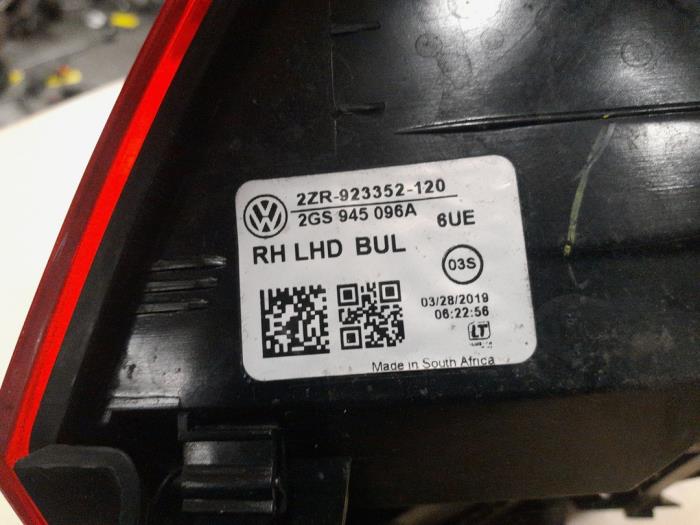 2ZR-923352-120
2GS 945 096A
6UE
RH LHD BUL
03S
03/28/2019
06:22:56
LT
Made in South Africa